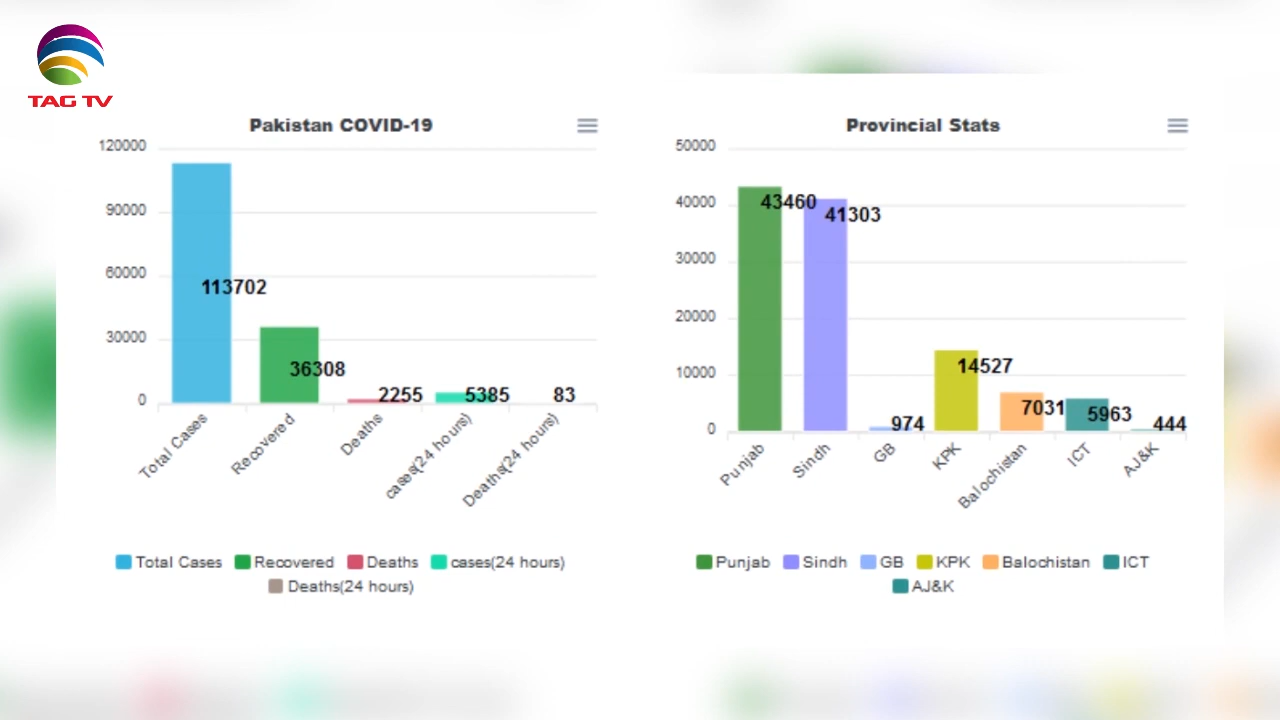 TAG TV
Pakistan COVID-19
120000
90000
60000
30000
0
113702
36308
2255
5385
83
Total Cases
Recovered
Deaths
cases(24 hours)
Deaths(24 hours)
Total Cases Recovered Deaths cases(24 hours)
Deaths(24 hours)
Provincial Stats
50000
40000
30000
20000
10000
0
43460
41303
974
14527
7031
5963
444
Punjab
Sindh
GB
KPK
Balochistan
ICT
AJ&K
Punjab Sindh GB KPK Balochistan ICT
AJ&K